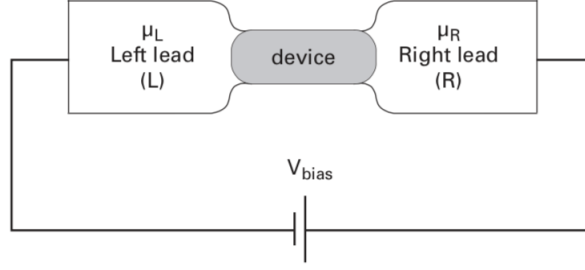 μL
Left lead
(L)
device
μR
Right lead
(R)
Vbias